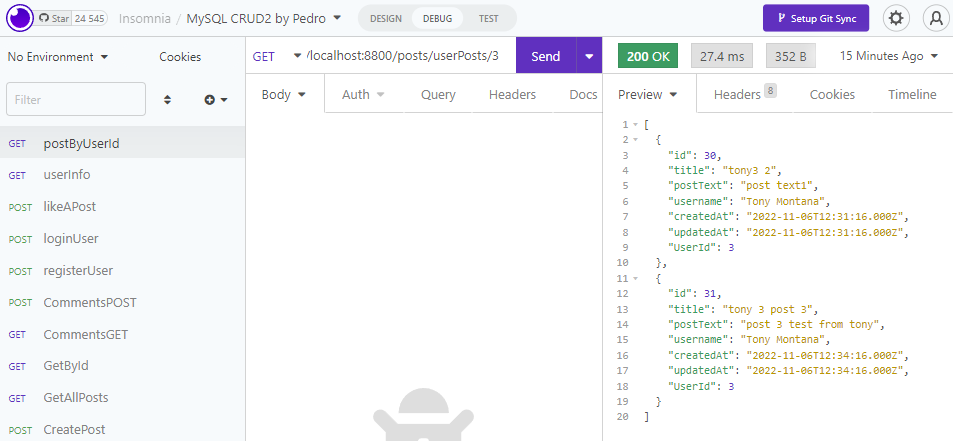 Star 24 545 Insomnia / MySQL CRUD2 by Pedro DESIGN DEBUG TEST Setup Git Sync
No Environment Cookies
GET /localhost:8800/posts/userPosts/3 Send
200 OK 27.4 ms 352 B 15 Minutes Ago
Filter
Body Auth Query Headers Docs
Preview Headers 8 Cookies Timeline
GET postByUserId
GET userInfo
POST likeAPost
POST loginUser
POST registerUser
POST CommentsPOST
GET CommentsGET
GET GetById
GET GetAllPosts
POST CreatePost
1 [
2 {
3 "id": 30,
4 "title": "tony3 2",
5 "postText": "post text1",
6 "username": "Tony Montana",
7 "createdAt": "2022-11-06T12:31:16.000Z",
8 "updatedAt": "2022-11-06T12:31:16.000Z",
9 "UserId": 3
10 },
11 {
12 "id": 31,
13 "title": "tony 3 post 3",
14 "postText": "post 3 test from tony",
15 "username": "Tony Montana",
16 "createdAt": "2022-11-06T12:34:16.000Z",
17 "updatedAt": "2022-11-06T12:34:16.000Z",
18 "UserId": 3
19 }
20 ]